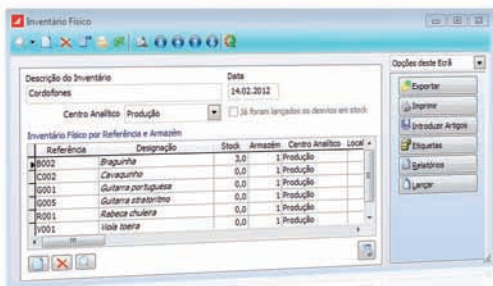 Inventário Físico
Opções deste Ecrã
Descrição do Inventário Data
Cordofones 14.02.2012
Centro Analítico Produção Já foram lançados os desvios em stock
Inventário Físico por Referência e Armazém
Referência Designação Stock Armazém Centro Analítico Local
B002 Braguinha 3,0 1 Produção
C002 Cavaquinho 0,0 1 Produção
G001 Guitarra portuguesa 0,0 1 Produção
G005 Guitarra stratoritmo 0,0 1 Produção
R001 Rabeca chuleira 0,0 1 Produção
V001 Viola toeira 0,0 1 Produção
Exportar
Imprimir
Introduzir Artigos
Etiquetas
Relatórios
Lançar